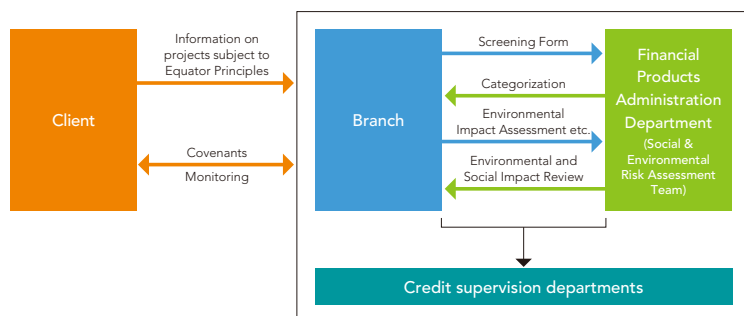 Information on
projects subject to
Equator Principles
Client
Covenants
Monitoring
Branch
Screening Form
Categorization
Environmental
Impact Assessment etc.
Environmental and
Social Impact Review
Financial
Products
Administration
Department
(Social &
Environmental
Risk Assessment
Team)
Credit supervision departments